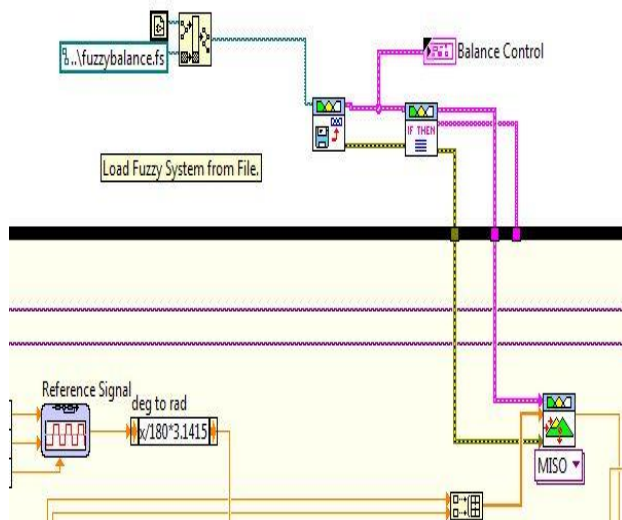 ..\fuzzybalance.fs
Balance Control
IF THEN
Load Fuzzy System from File.
Reference Signal
deg to rad
x/180*3.1415
MISO